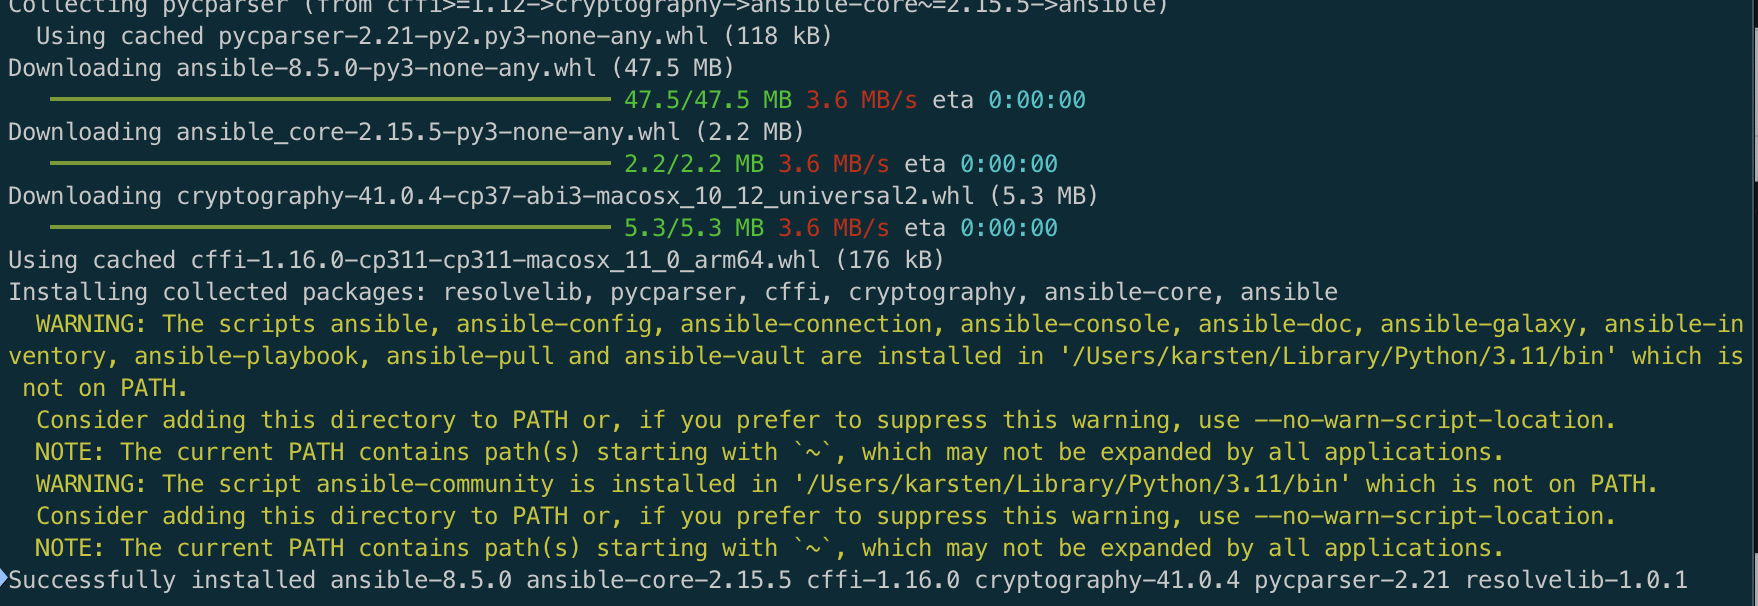 Collecting pycparser (from cffi>=1.12->cryptography->ansible-core~=2.15.5->ansible)
  Using cached pycparser-2.21-py2.py3-none-any.whl (118 kB)
Downloading ansible-8.5.0-py3-none-any.whl (47.5 MB)
47.5/47.5 MB 3.6 MB/s eta 0:00:00
Downloading ansible_core-2.15.5-py3-none-any.whl (2.2 MB)
2.2/2.2 MB 3.6 MB/s eta 0:00:00
Downloading cryptography-41.0.4-cp37-abi3-macosx_10_12_universal2.whl (5.3 MB)
5.3/5.3 MB 3.6 MB/s eta 0:00:00
Using cached cffi-1.16.0-cp311-cp311-macosx_11_0_arm64.whl (176 kB)
Installing collected packages: resolvelib, pycparser, cffi, cryptography, ansible-core, ansible
  WARNING: The scripts ansible, ansible-config, ansible-connection, ansible-console, ansible-doc, ansible-galaxy, ansible-in
ventory, ansible-playbook, ansible-pull and ansible-vault are installed in '/Users/karsten/Library/Python/3.11/bin' which is
 not on PATH.
  Consider adding this directory to PATH or, if you prefer to suppress this warning, use --no-warn-script-location.
  NOTE: The current PATH contains path(s) starting with `~`, which may not be expanded by all applications.
  WARNING: The script ansible-community is installed in '/Users/karsten/Library/Python/3.11/bin' which is not on PATH.
  Consider adding this directory to PATH or, if you prefer to suppress this warning, use --no-warn-script-location.
  NOTE: The current PATH contains path(s) starting with `~`, which may not be expanded by all applications.
Successfully installed ansible-8.5.0 ansible-core-2.15.5 cffi-1.16.0 cryptography-41.0.4 pycparser-2.21 resolvelib-1.0.1